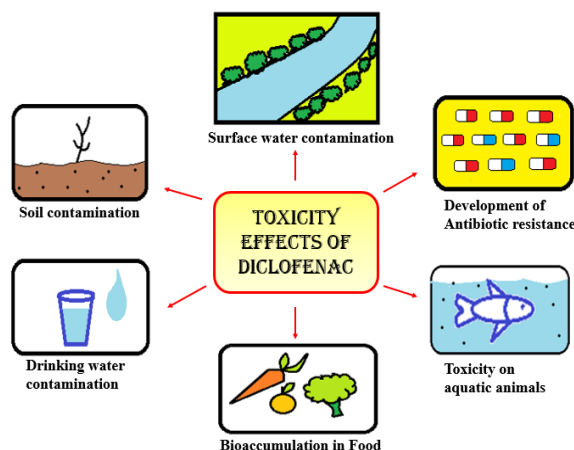 Surface water contamination
Soil contamination
TOXICITY
EFFECTS OF
DICLOFENAC
Development of
Antibiotic resistance
Drinking water
contamination
Toxicity on
aquatic animals
Bioaccumulation in Food